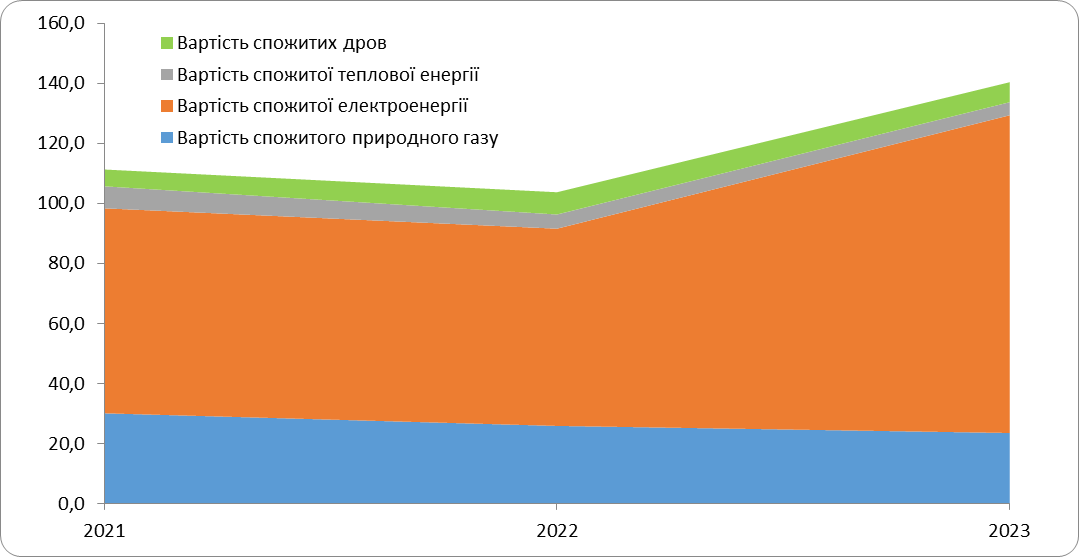 160,0
140,0
120,0
100,0
80,0
60,0
40,0
20,0
0,0
Вартість спожитих дров
Вартість спожитої теплової енергії
Вартість спожитої електроенергії
Вартість спожитого природного газу
2021 2022 2023